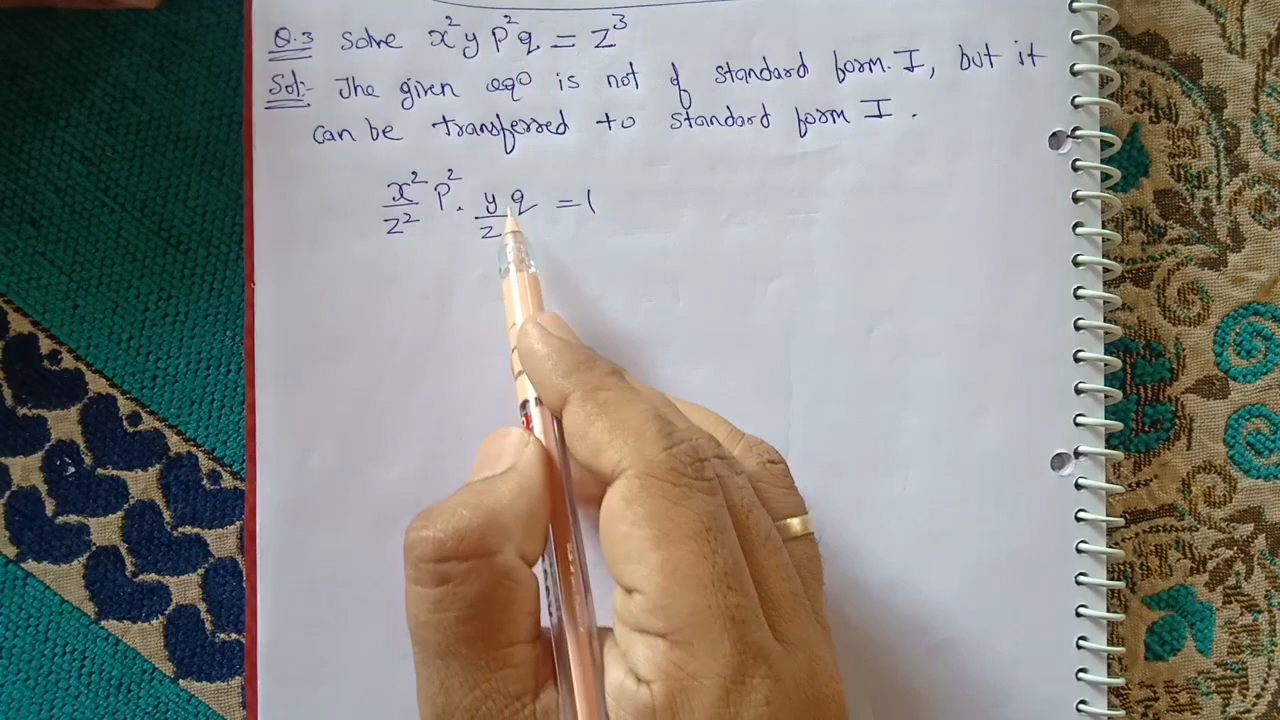 Q.3 Solve x²y p²q = z³
Sol:- The given eqn is not of standard form. I, but it
can be transferred to standard form I.
x²/z² p². yq/z = 1